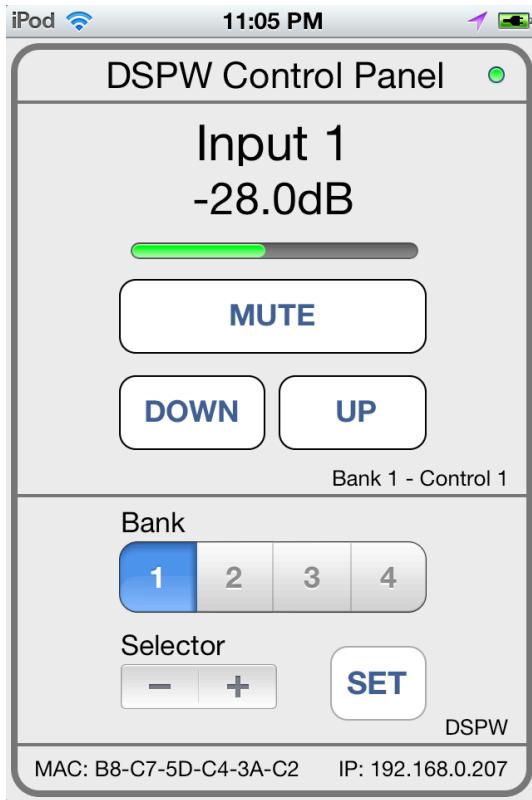 iPod 11:05 PM
DSPW Control Panel
Input 1
-28.0dB
MUTE
DOWN UP
Bank 1 - Control 1
Bank
1 2 3 4
Selector
− + SET
DSPW
MAC: B8-C7-5D-C4-3A-C2 IP: 192.168.0.207